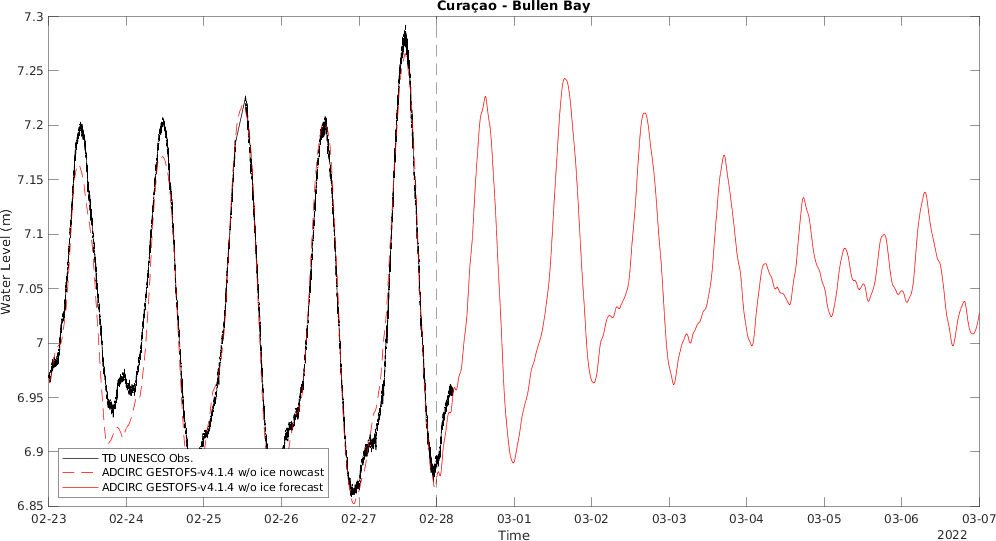 Curaçao - Bullen Bay
7.3
7.25
7.2
7.15
7.1
7.05
7
6.95
6.9
6.85
Water Level (m)
TD UNESCO Obs.
ADCIRC GESTOFS-v4.1.4 w/o ice nowcast
ADCIRC GESTOFS-v4.1.4 w/o ice forecast
02-23 02-24 02-25 02-26 02-27 02-28 03-01 03-02 03-03 03-04 03-05 03-06 03-07
Time
2022